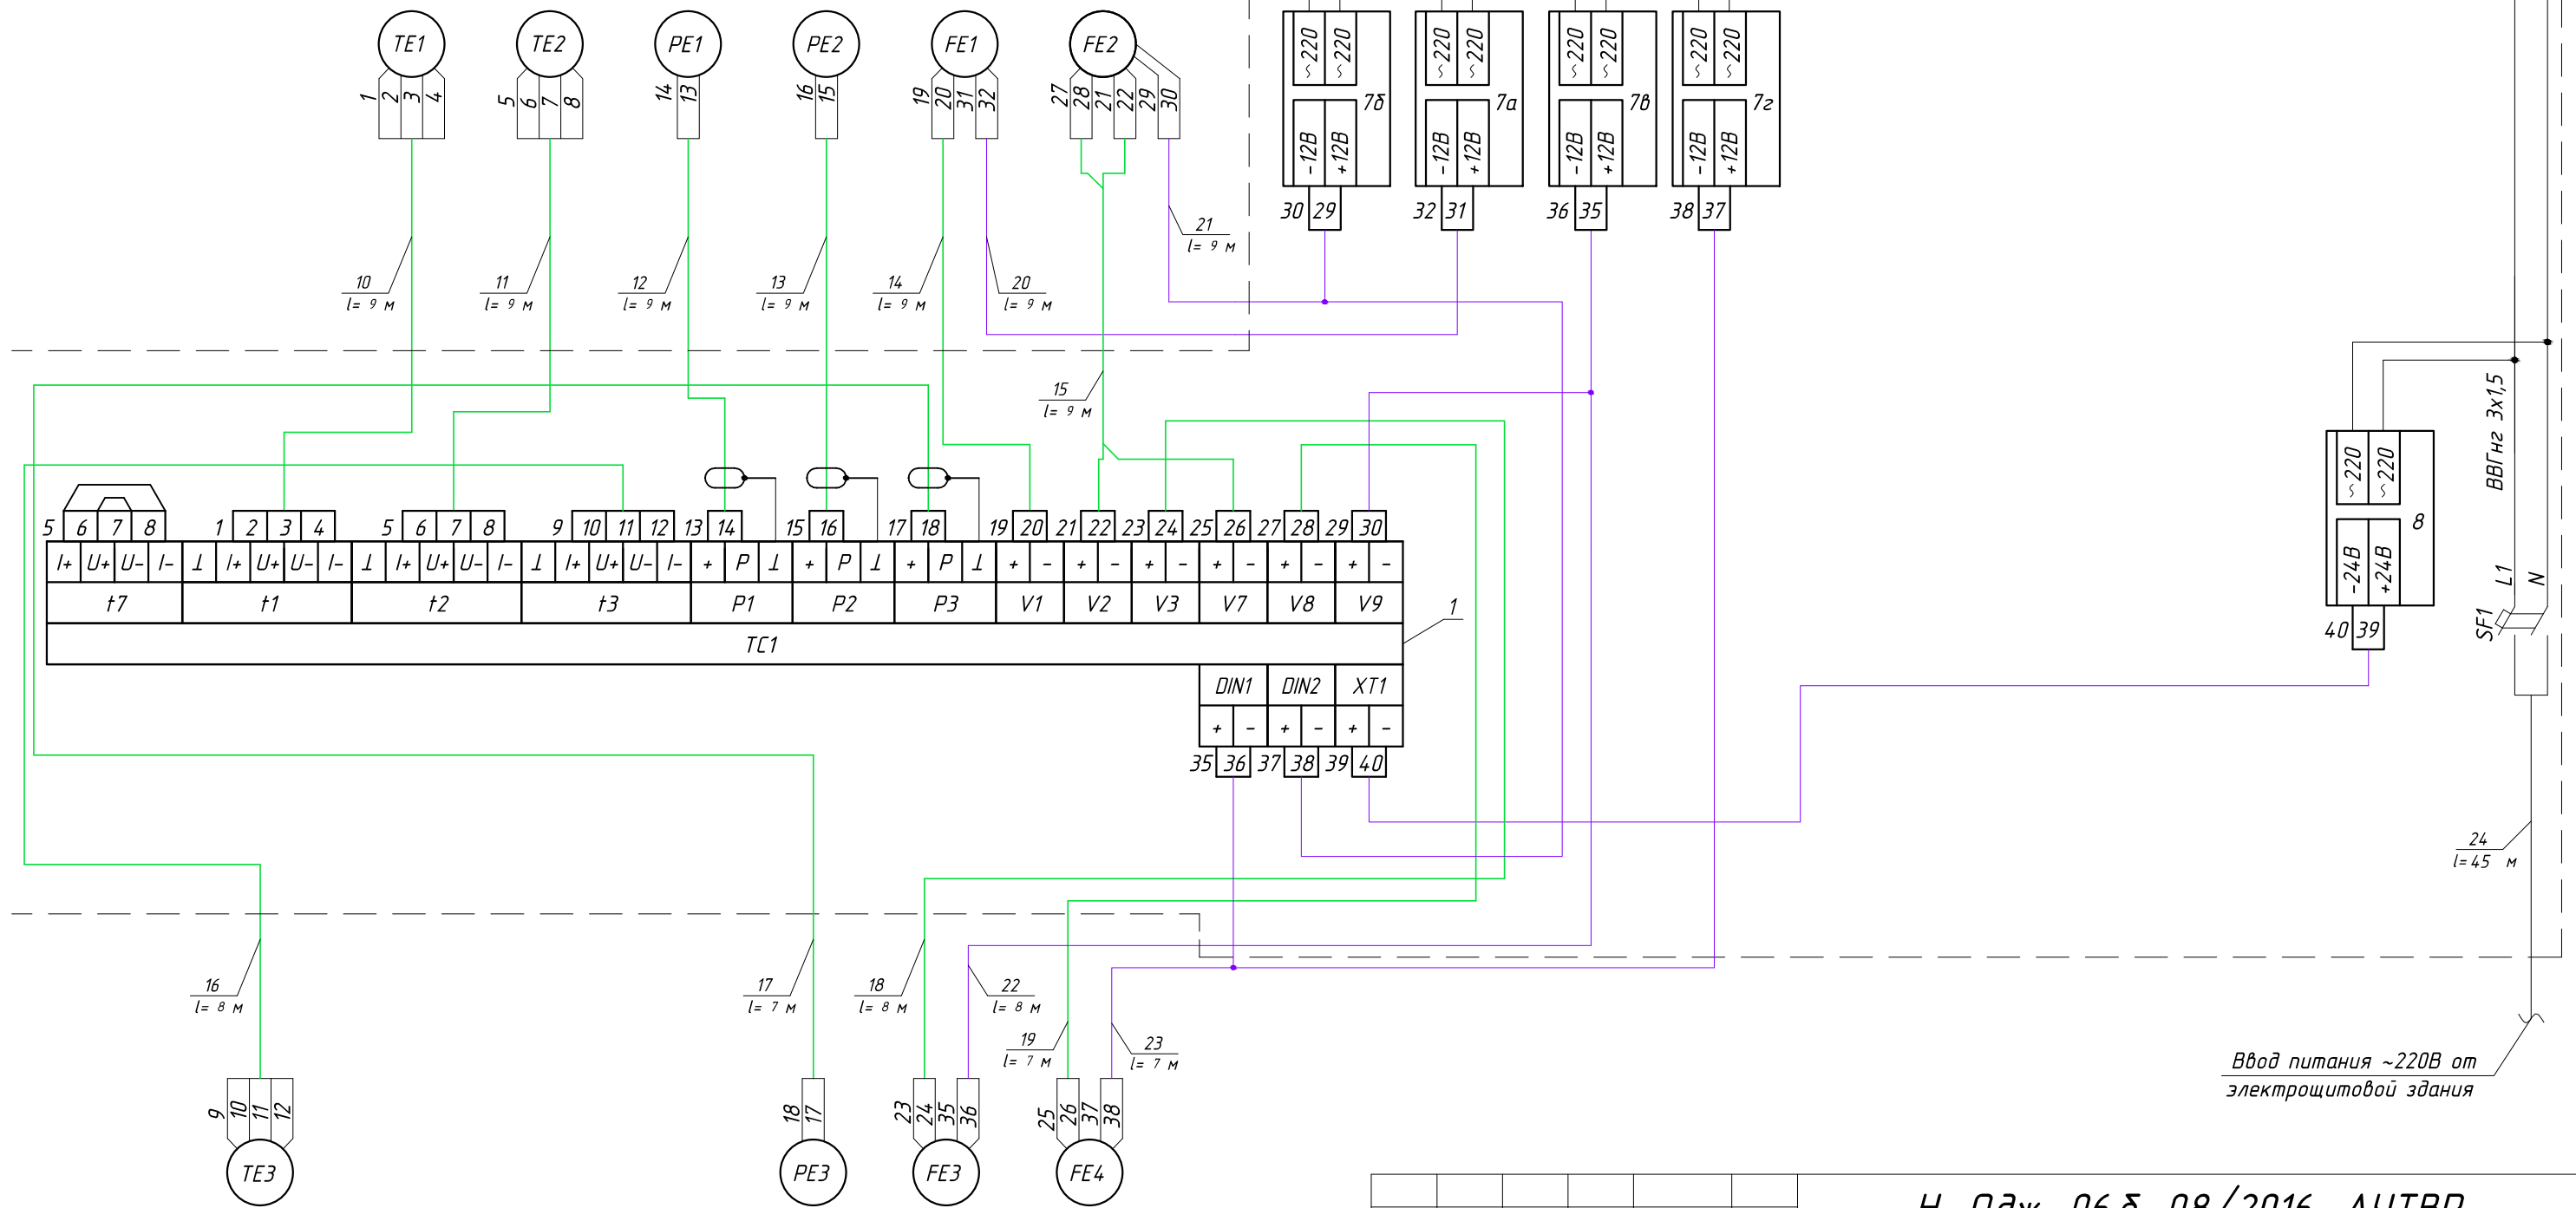 TE1 TE2 PE1 PE2 FE1 FE2
1 2 3 4 5 6 7 8 14 13 16 15 19 20 31 32 27 28 21 22 29 30
~220 ~220 ~220 ~220 ~220 ~220 ~220 ~220
7б 7а 7в 7г
-12В +12В -12В +12В -12В +12В -12В +12В
30 29 32 31 36 35 38 37
21
l= 9 м
10 11 12 13 14 20
l= 9 м l= 9 м l= 9 м l= 9 м l= 9 м l= 9 м
15
l= 9 м
ВВГнг 3х1,5
~220 ~220
8
-24В +24В
40 39
L1 N
SF1
5 6 7 8 1 2 3 4 5 6 7 8 9 10 11 12 13 14 15 16 17 18 19 20 21 22 23 24 25 26 27 28 29 30
I+ U+ U- I- ⊥ I+ U+ U- I- ⊥ I+ U+ U- I- ⊥ I+ U+ U- I- + P ⊥ + P ⊥ + P ⊥ + - + - + - + - + - + -
t7 t1 t2 t3 P1 P2 P3 V1 V2 V3 V7 V8 V9
1
TC1
DIN1 DIN2 XT1
+ - + - + -
35 36 37 38 39 40
24
l=45 м
16 17 18 22
l= 8 м l= 7 м l= 8 м l= 8 м
19 23
l= 7 м l= 7 м
Ввод питания ~220В от
электрощитовой здания
9 10 11 12 18 17 23 24 35 36 25 26 37 38
TE3 PE3 FE3 FE4